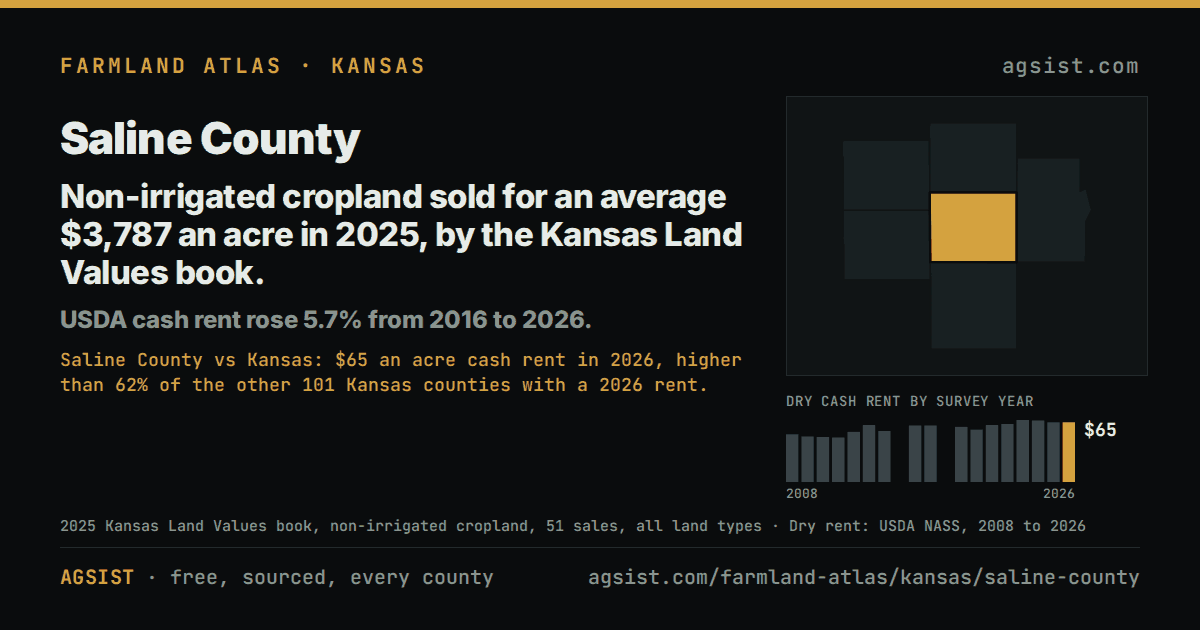 FARMLAND ATLAS · KANSAS
agsist.com
Saline County
Non-irrigated cropland sold for an average
$3,787 an acre in 2025, by the Kansas Land
Values book.
USDA cash rent rose 5.7% from 2016 to 2026.
Saline County vs Kansas: $65 an acre cash rent in 2026, higher
than 62% of the other 101 Kansas counties with a 2026 rent.
DRY CASH RENT BY SURVEY YEAR
$65
2008
2026
2025 Kansas Land Values book, non-irrigated cropland, 51 sales, all land types · Dry rent: USDA NASS, 2008 to 2026
AGSIST · free, sourced, every county
agsist.com/farmland-atlas/kansas/saline-county